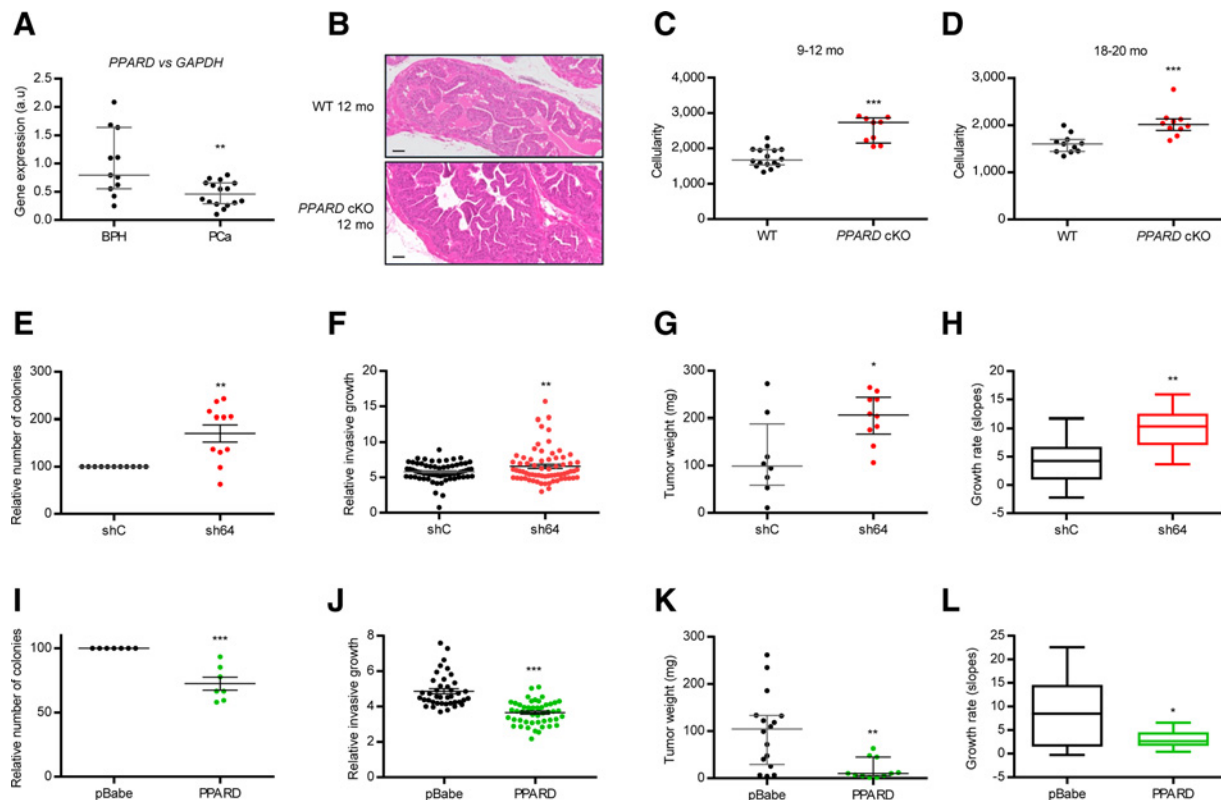 A
PPARD vs GAPDH
Gene expression (a.u)
2.5
2.0
1.5
1.0
0.5
0.0
**
BPH
PCa
B
WT 12 mo
PPARD cKO
12 mo
C
9-12 mo
Cellularity
4,000
3,000
2,000
1,000
0
***
WT
PPARD cKO
D
18-20 mo
Cellularity
3,000
2,000
1,000
0
***
WT
PPARD cKO
E
Relative number of colonies
300
200
100
0
**
shC
sh64
F
Relative invasive growth
20
15
10
5
0
**
shC
sh64
G
Tumor weight (mg)
300
200
100
0
*
shC
sh64
H
Growth rate (slopes)
20
15
10
5
0
-5
**
shC
sh64
I
Relative number of colonies
100
50
0
***
pBabe
PPARD
J
Relative invasive growth
8
6
4
2
0
***
pBabe
PPARD
K
Tumor weight (mg)
300
200
100
0
**
pBabe
PPARD
L
Growth rate (slopes)
25
20
15
10
5
0
-5
*
pBabe
PPARD